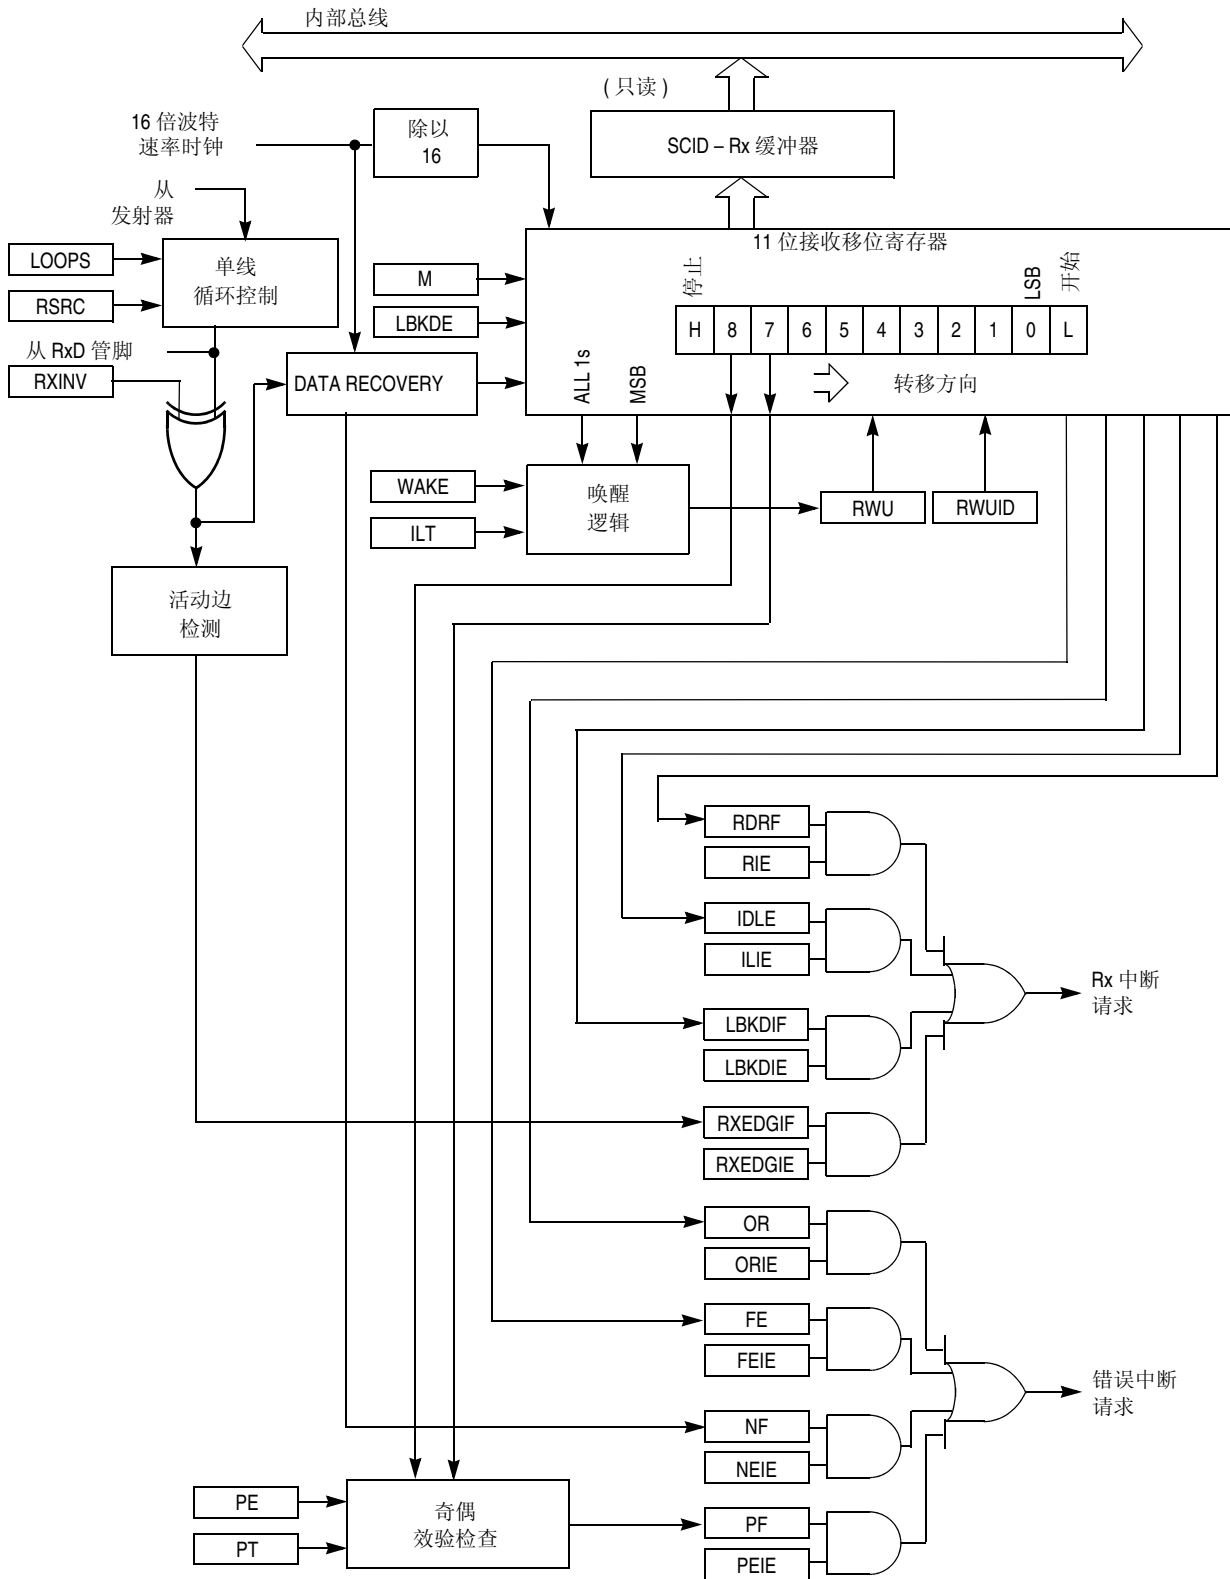 内部总线
( 只读 )
16 倍波特
速率时钟
除以
16
SCID – Rx 缓冲器
从
发射器
11 位接收移位寄存器
LOOPS
RSRC
单线
循环控制
M
LBKDE
停止
LSB
开始
H 8 7 6 5 4 3 2 1 0 L
从 RxD 管脚
RXINV
DATA RECOVERY
ALL 1s
MSB
转移方向
WAKE
ILT
唤醒
逻辑
RWU
RWUID
活动边
检测
RDRF
RIE
IDLE
ILIE
Rx 中断
请求
LBKDIF
LBKDIE
RXEDGIF
RXEDGIE
OR
ORIE
FE
FEIE
错误中断
请求
NF
NEIE
PE
PT
奇偶
效验检查
PF
PEIE